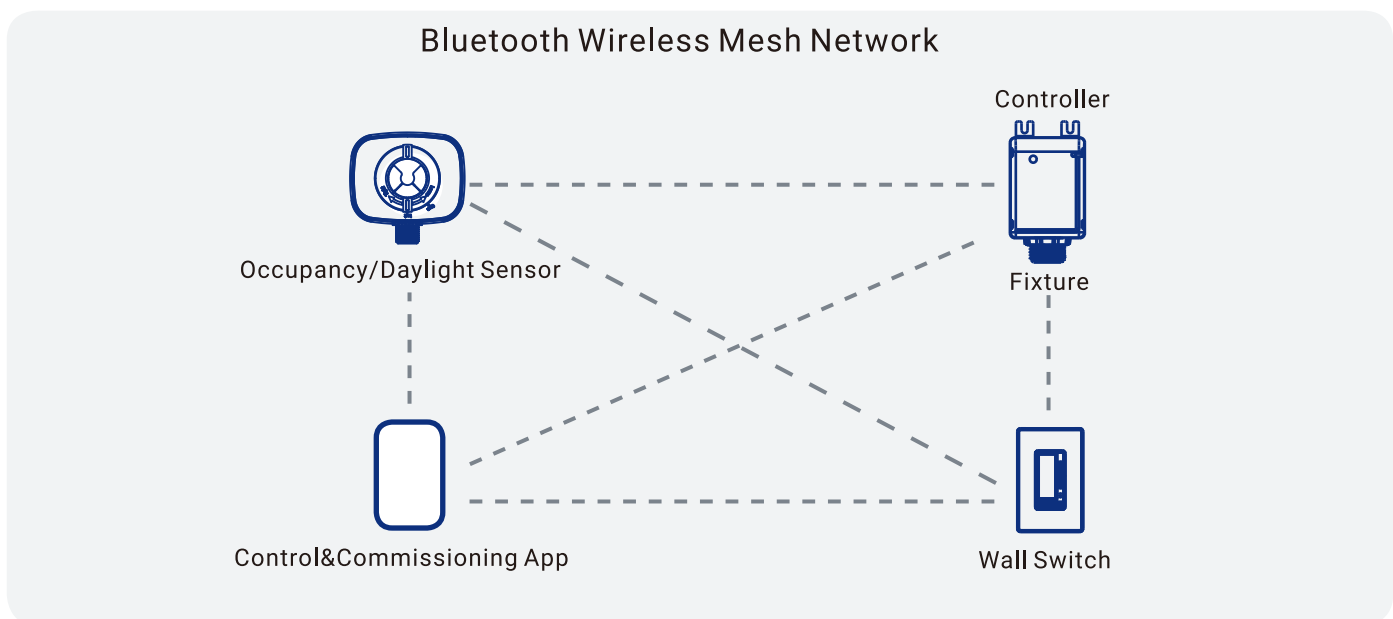 Bluetooth Wireless Mesh Network
Controller
Occupancy/Daylight Sensor
Fixture
Control&Commissioning App
Wall Switch